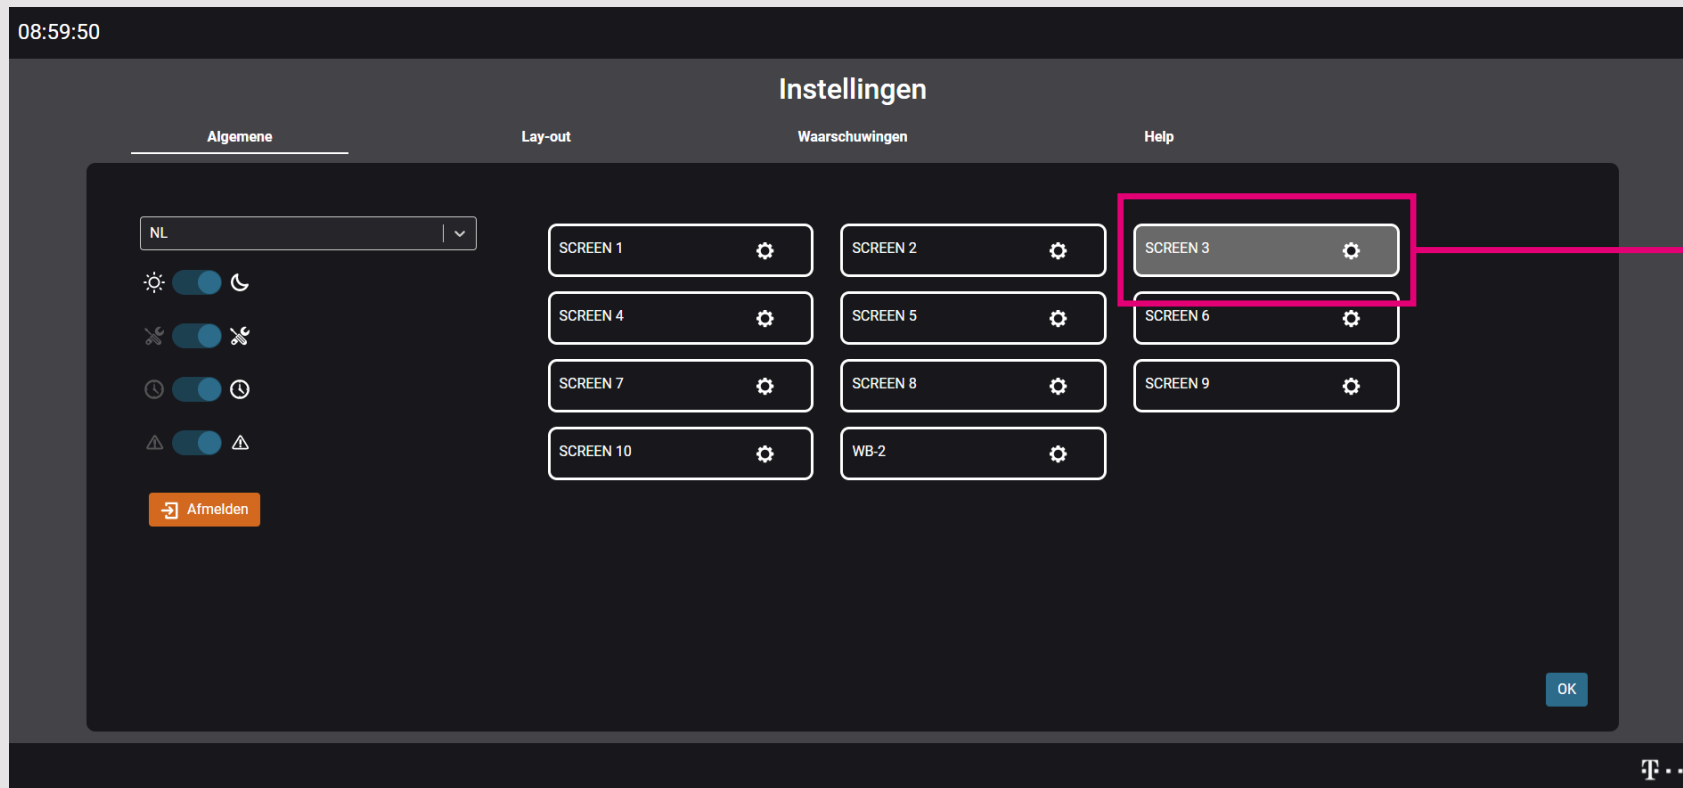 08:59:50
Instellingen
Algemene Lay-out Waarschuwingen Help
NL
SCREEN 1 SCREEN 2 SCREEN 3
SCREEN 4 SCREEN 5 SCREEN 6
SCREEN 7 SCREEN 8 SCREEN 9
SCREEN 10 WB-2
Afmelden
OK
T